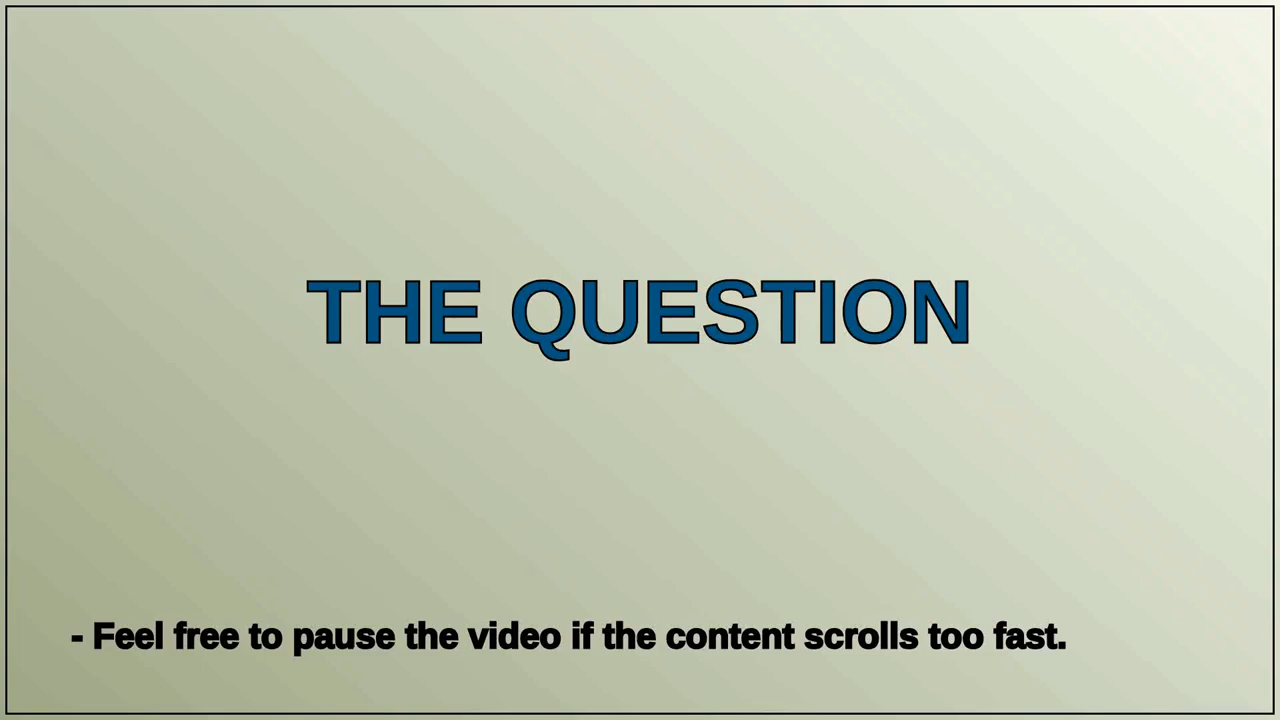 THE QUESTION
- Feel free to pause the video if the content scrolls too fast.